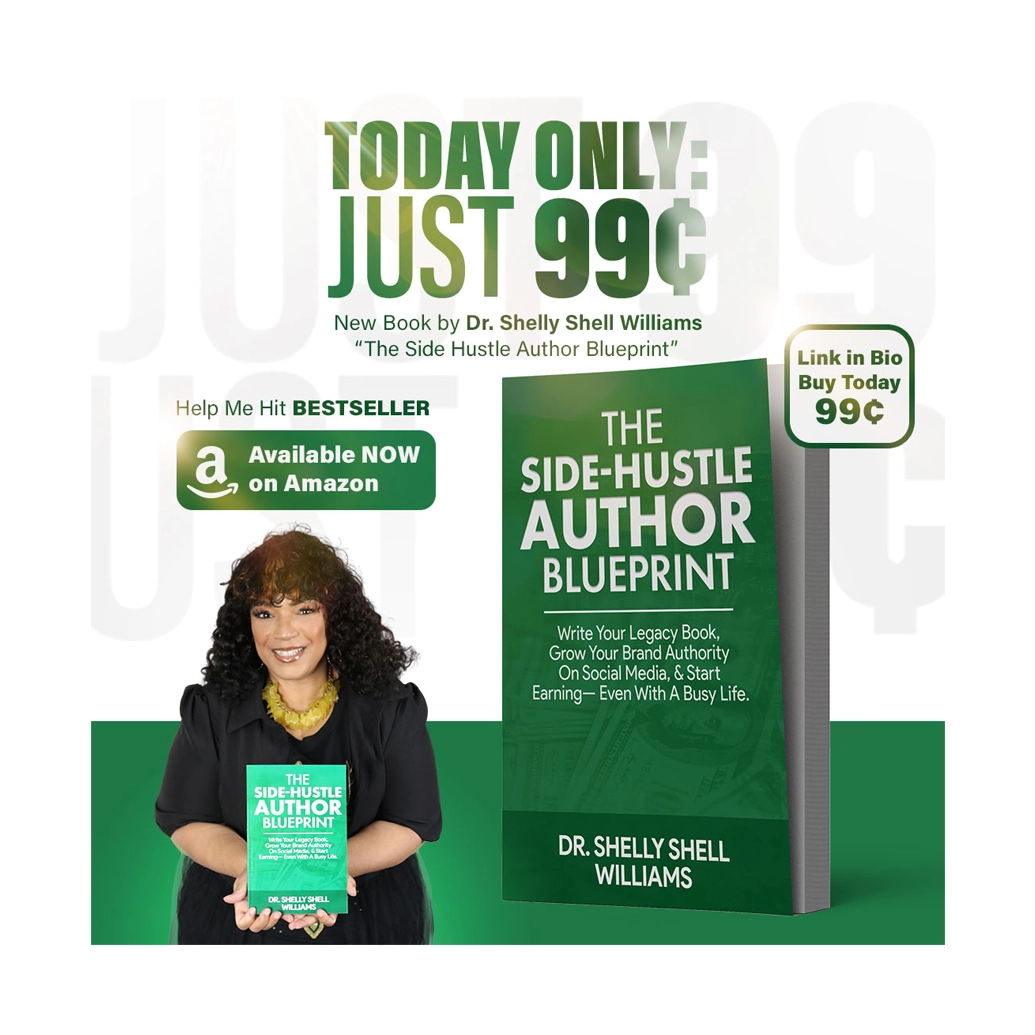 TODAY ONLY:
JUST 99¢
New Book by Dr. Shelly Shell Williams
“The Side Hustle Author Blueprint”
Link in Bio
Buy Today
99¢
Help Me Hit BESTSELLER
a Available NOW
on Amazon
THE
SIDE-HUSTLE
AUTHOR
BLUEPRINT
Write Your Legacy Book,
Grow Your Brand Authority
On Social Media, & Start
Earning— Even With A Busy Life.
DR. SHELLY SHELL
WILLIAMS
THE
SIDE-HUSTLE
AUTHOR
BLUEPRINT
Write Your Legacy Book,
Grow Your Brand Authority
On Social Media, & Start
Earning— Even With A Busy Life.
DR. SHELLY SHELL
WILLIAMS
JUST 99
UST ¢